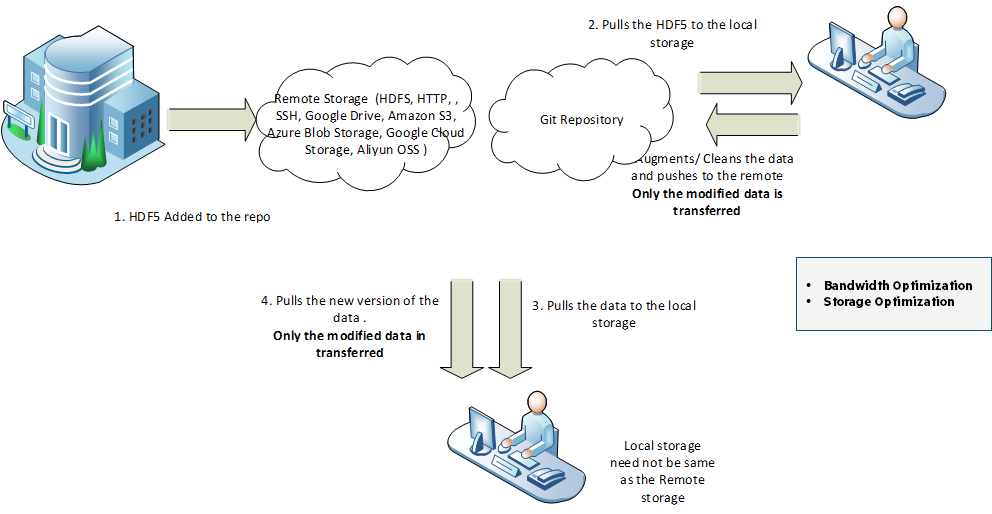 2. Pulls the HDF5 to the local
storage
Remote Storage (HDFS, HTTP, ,
SSH, Google Drive, Amazon S3,
Azure Blob Storage, Google Cloud
Storage, Aliyun OSS )
Git Repository
Augments/ Cleans the data
and pushes to the remote
Only the modified data is
transferred
1. HDF5 Added to the repo
• Bandwidth Optimization
• Storage Optimization
4. Pulls the new version of the
data .
Only the modified data in
transferred
3. Pulls the data to the local
storage
Local storage
need not be same
as the Remote
storage